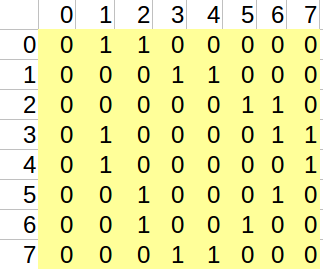 0 1 2 3 4 5 6 7
0 0 1 1 0 0 0 0 0
1 0 0 0 1 1 0 0 0
2 0 0 0 0 0 1 1 0
3 0 1 0 0 0 0 1 1
4 0 1 0 0 0 0 0 1
5 0 0 1 0 0 0 1 0
6 0 0 1 0 0 1 0 0
7 0 0 0 1 1 0 0 0